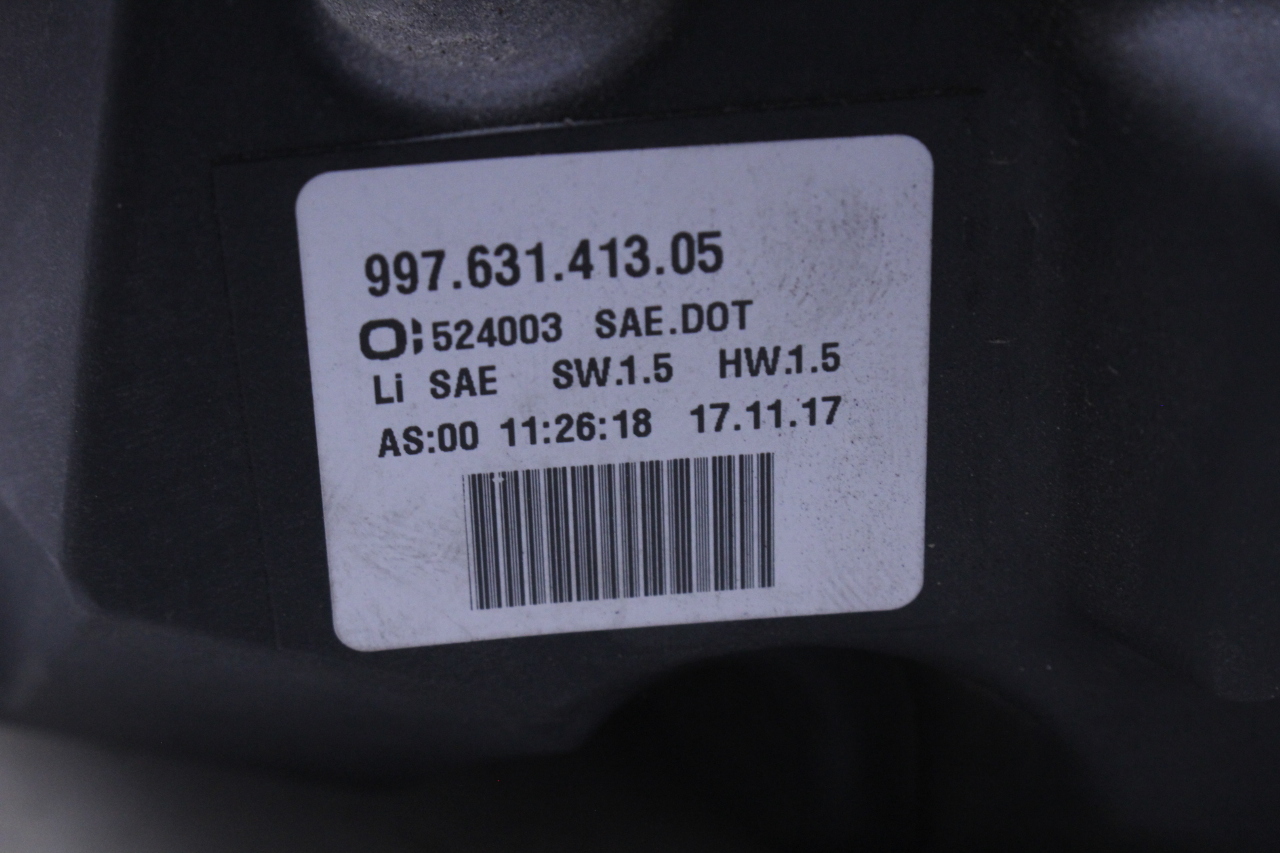 997.631.413.05
524003 SAE.DOT
Li SAE SW.1.5 HW.1.5
AS:00 11:26:18 17.11.17